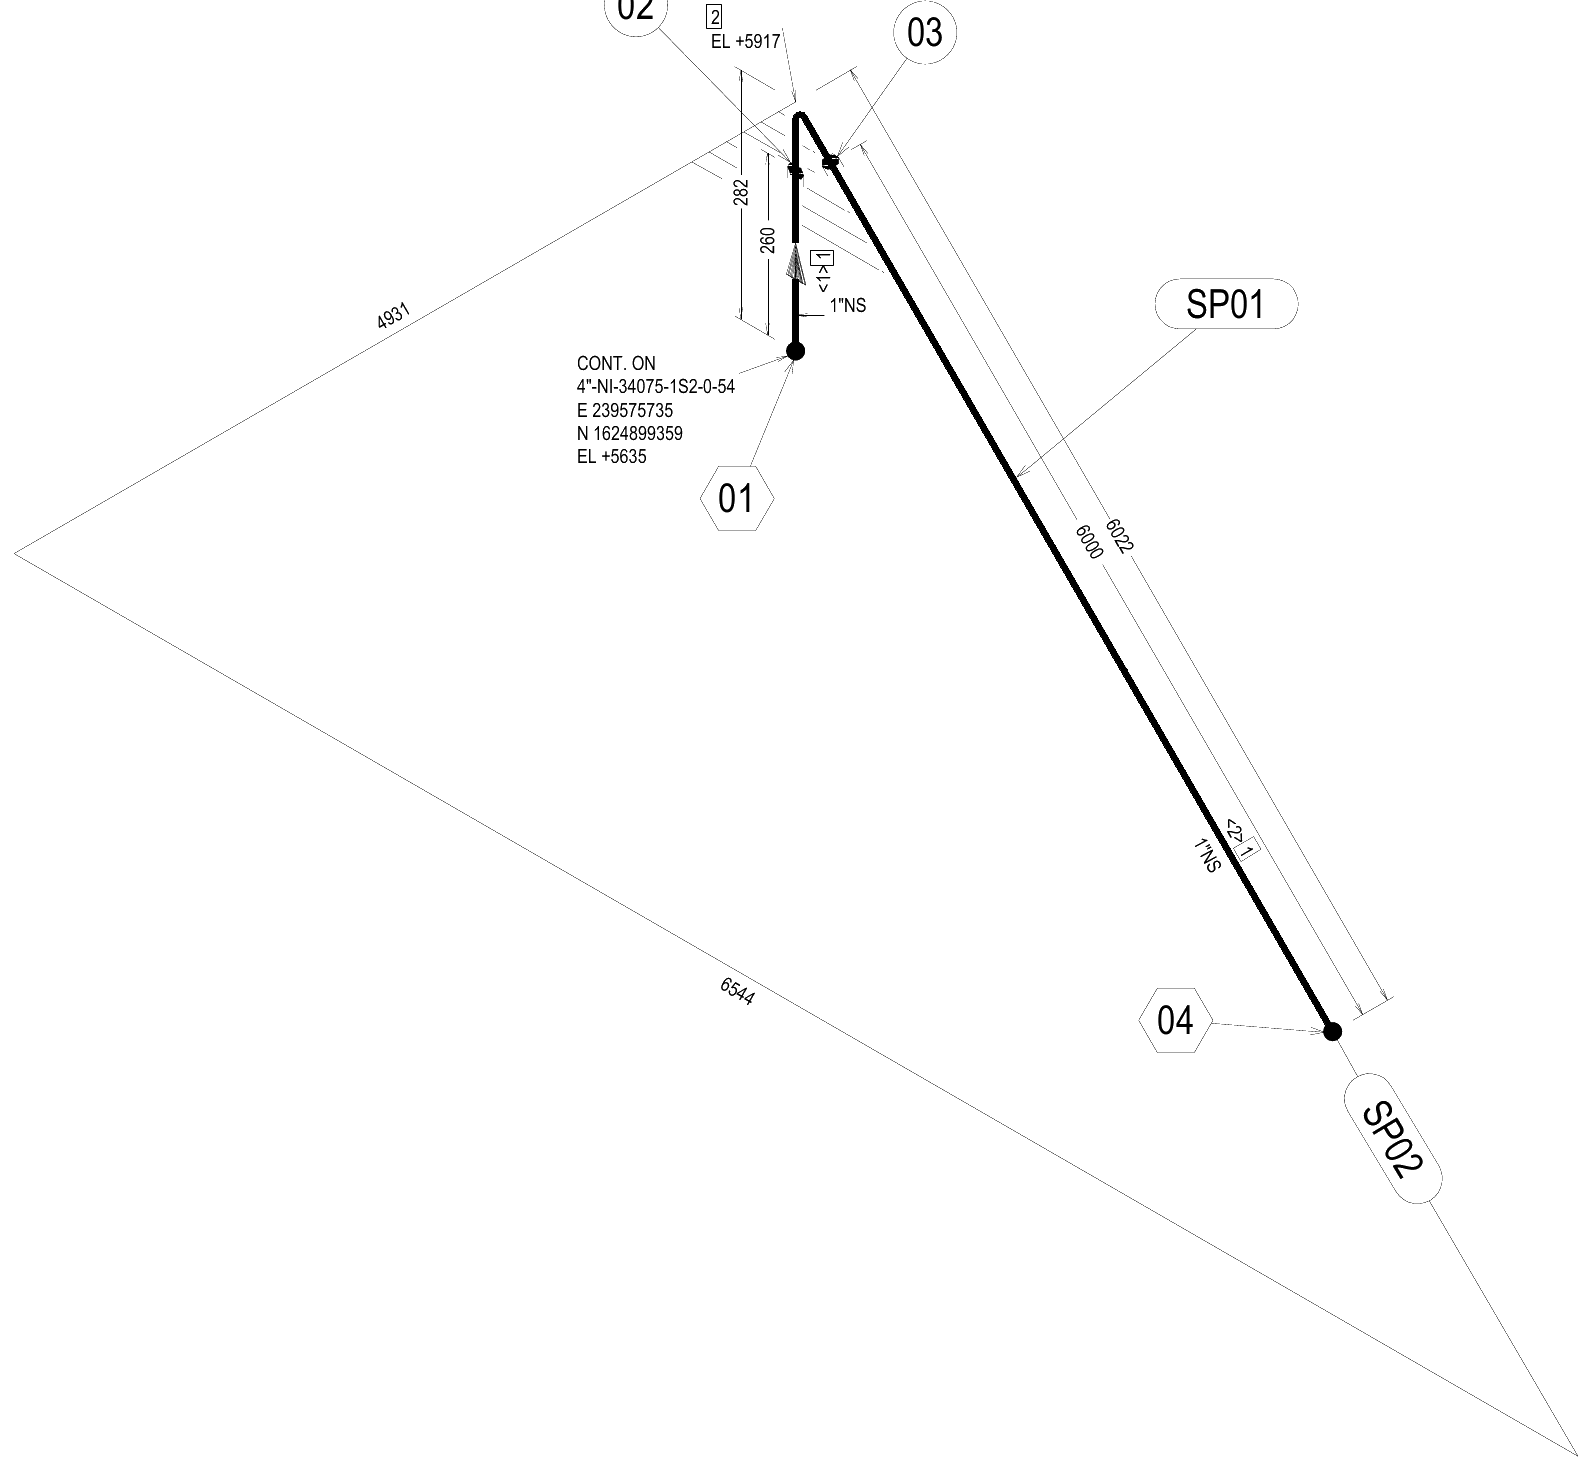 02
2
EL +5917
03
282
260
<1>
1
1"NS
4931
SP01
CONT. ON
4"-NI-34075-1S2-0-54
E 239575735
N 1624899359
EL +5635
01
6000
6022
<2>
1
1"NS
6544
04
SP02